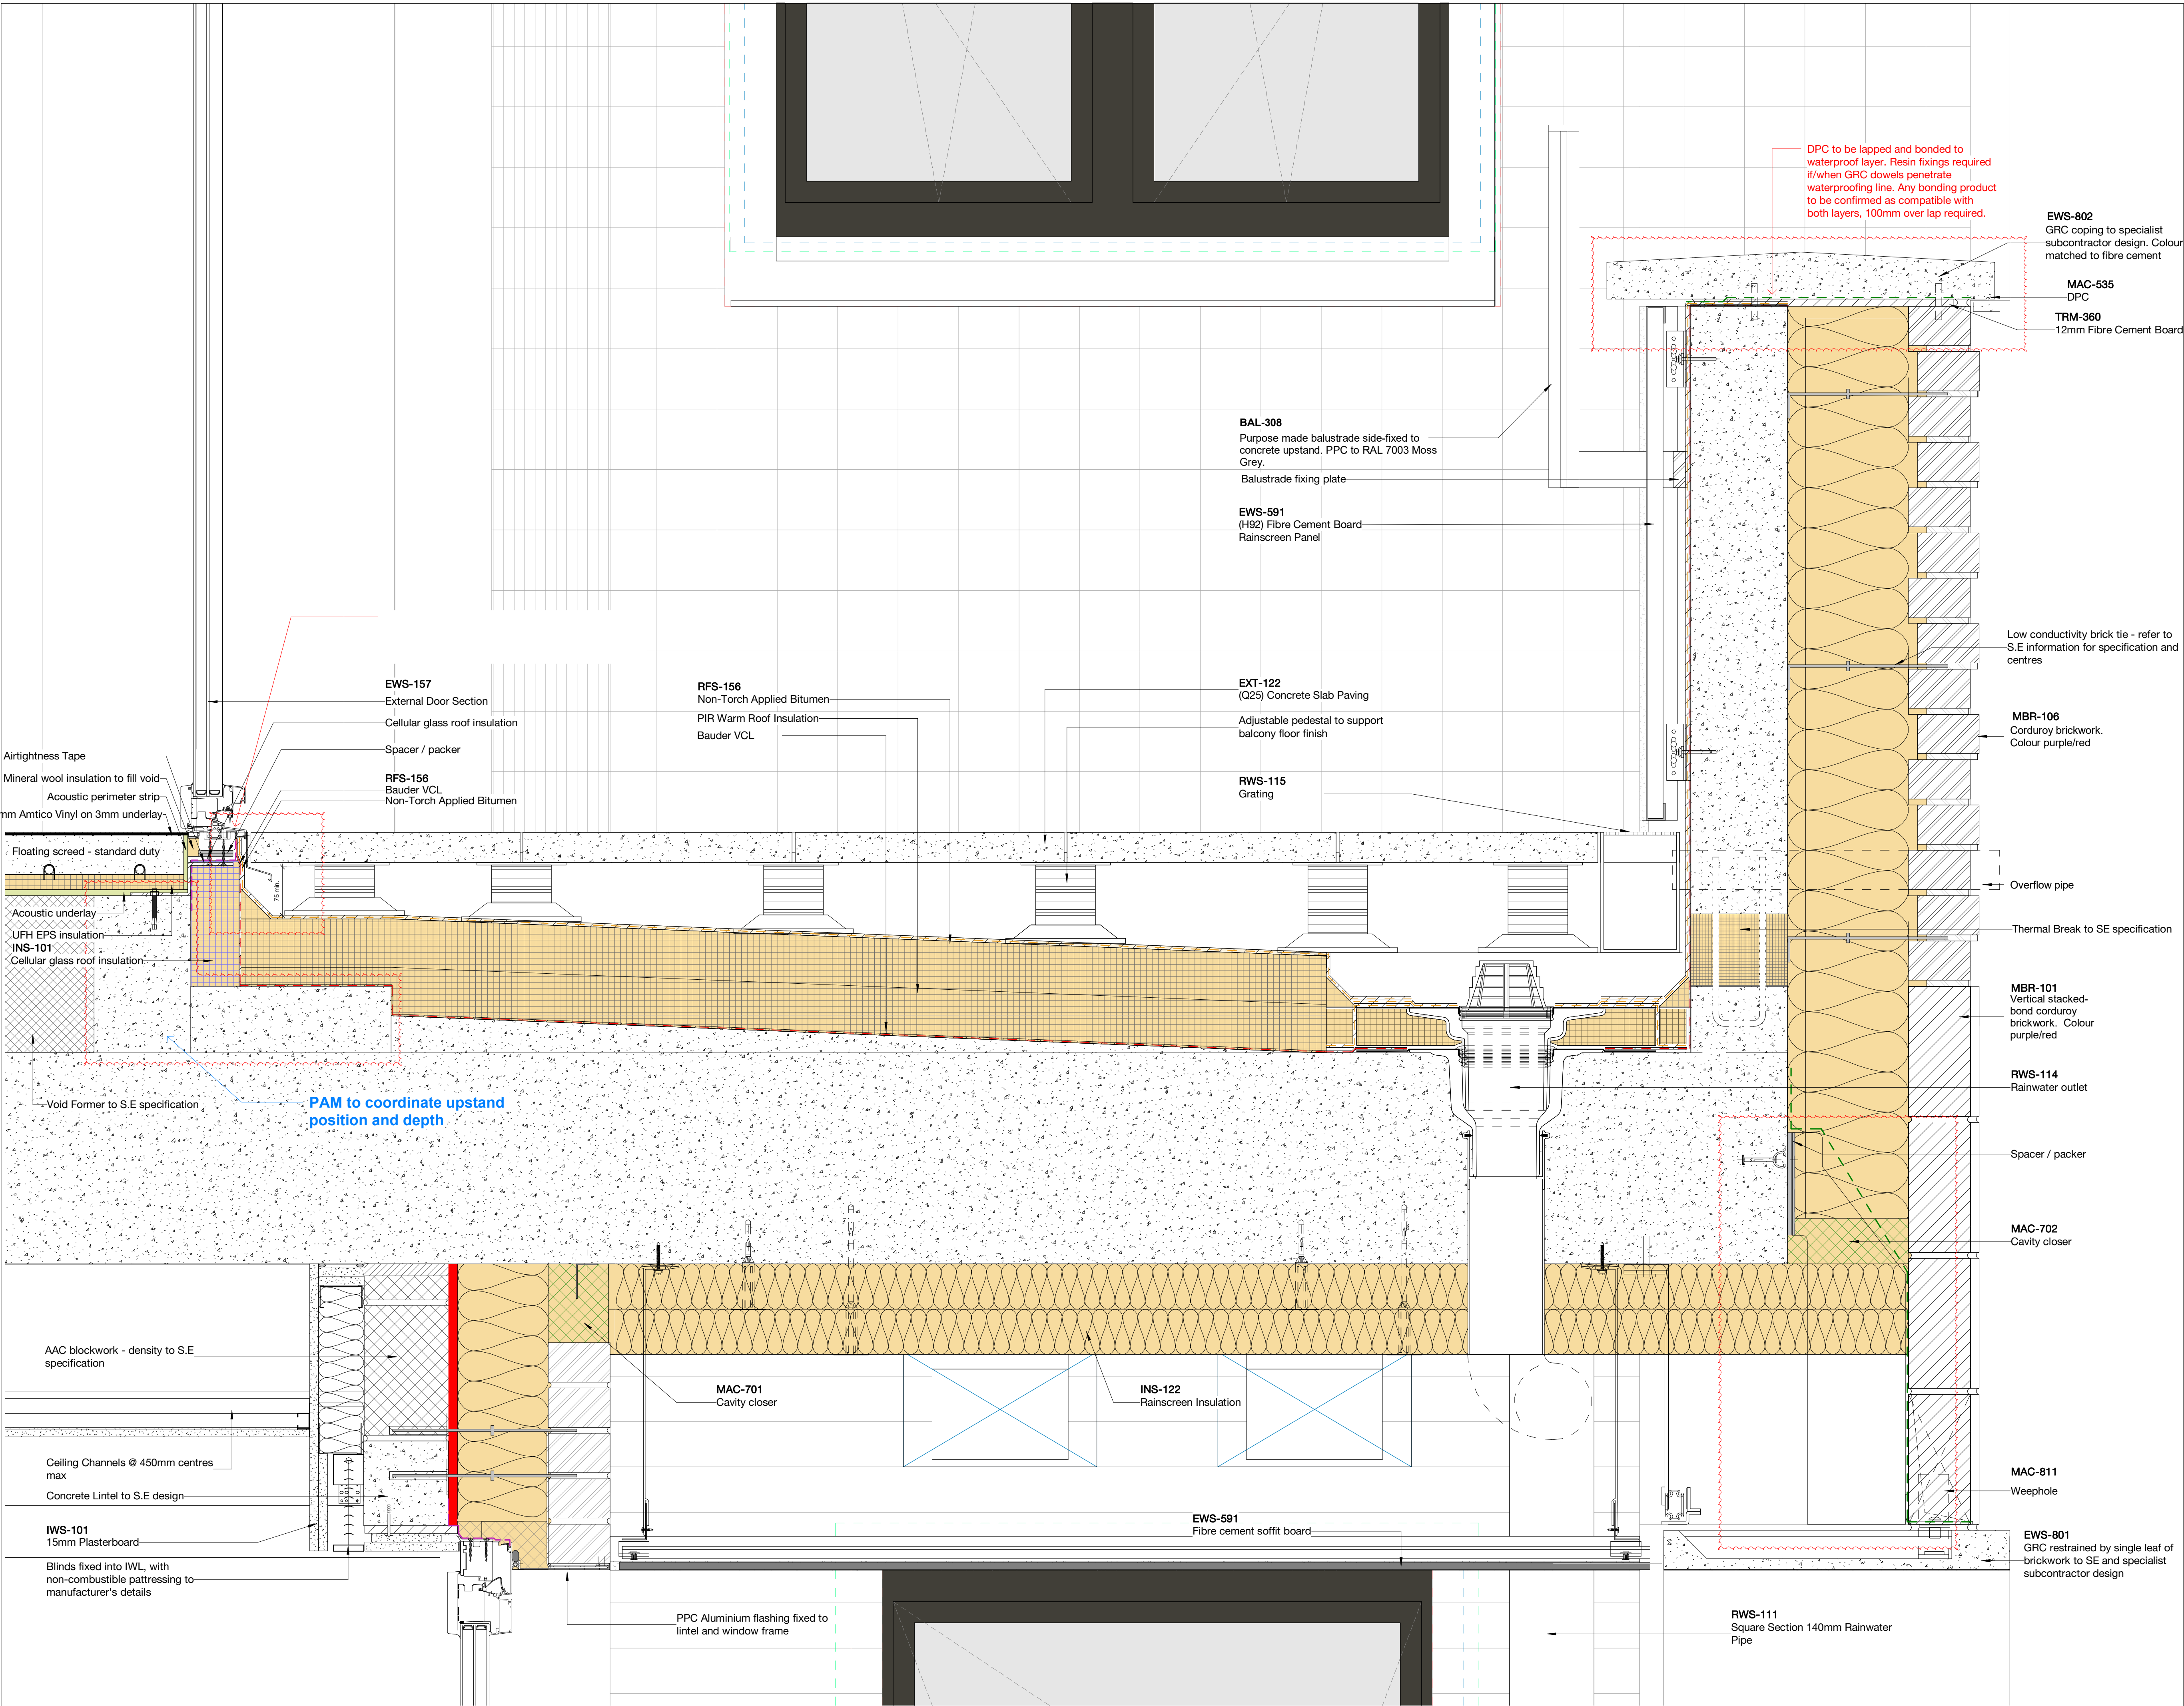 DPC to be lapped and bonded to
waterproof layer. Resin fixings required
if/when GRC dowels penetrate
waterproofing line. Any bonding product
to be confirmed as compatible with
both layers, 100mm over lap required.
EWS-802
GRC coping to specialist
subcontractor design. Colour
matched to fibre cement
MAC-535
DPC
TRM-360
12mm Fibre Cement Board
BAL-308
Purpose made balustrade side-fixed to
concrete upstand. PPC to RAL 7003 Moss
Grey.
Balustrade fixing plate
EWS-591
(H92) Fibre Cement Board
Rainscreen Panel
Low conductivity brick tie - refer to
S.E information for specification and
centres
EWS-157
External Door Section
Cellular glass roof insulation
Spacer / packer
RFS-156
Bauder VCL
Non-Torch Applied Bitumen
RFS-156
Non-Torch Applied Bitumen
PIR Warm Roof Insulation
Bauder VCL
EXT-122
(Q25) Concrete Slab Paving
Adjustable pedestal to support
balcony floor finish
RWS-115
Grating
MBR-106
Corduroy brickwork.
Colour purple/red
Airtightness Tape
Mineral wool insulation to fill void
Acoustic perimeter strip
mm Amtico Vinyl on 3mm underlay
Floating screed - standard duty
75 min.
Acoustic underlay
UFH EPS insulation
INS-101
Cellular glass roof insulation
Overflow pipe
Thermal Break to SE specification
MBR-101
Vertical stacked-
bond corduroy
brickwork. Colour
purple/red
RWS-114
Rainwater outlet
Void Former to S.E specification
PAM to coordinate upstand
position and depth
Spacer / packer
MAC-702
Cavity closer
AAC blockwork - density to S.E
specification
MAC-701
Cavity closer
INS-122
Rainscreen Insulation
Ceiling Channels @ 450mm centres
max
Concrete Lintel to S.E design
IWS-101
15mm Plasterboard
Blinds fixed into IWL, with
non-combustible pattressing to
manufacturer's details
EWS-591
Fibre cement soffit board
MAC-811
Weephole
EWS-801
GRC restrained by single leaf of
brickwork to SE and specialist
subcontractor design
PPC Aluminium flashing fixed to
lintel and window frame
RWS-111
Square Section 140mm Rainwater
Pipe